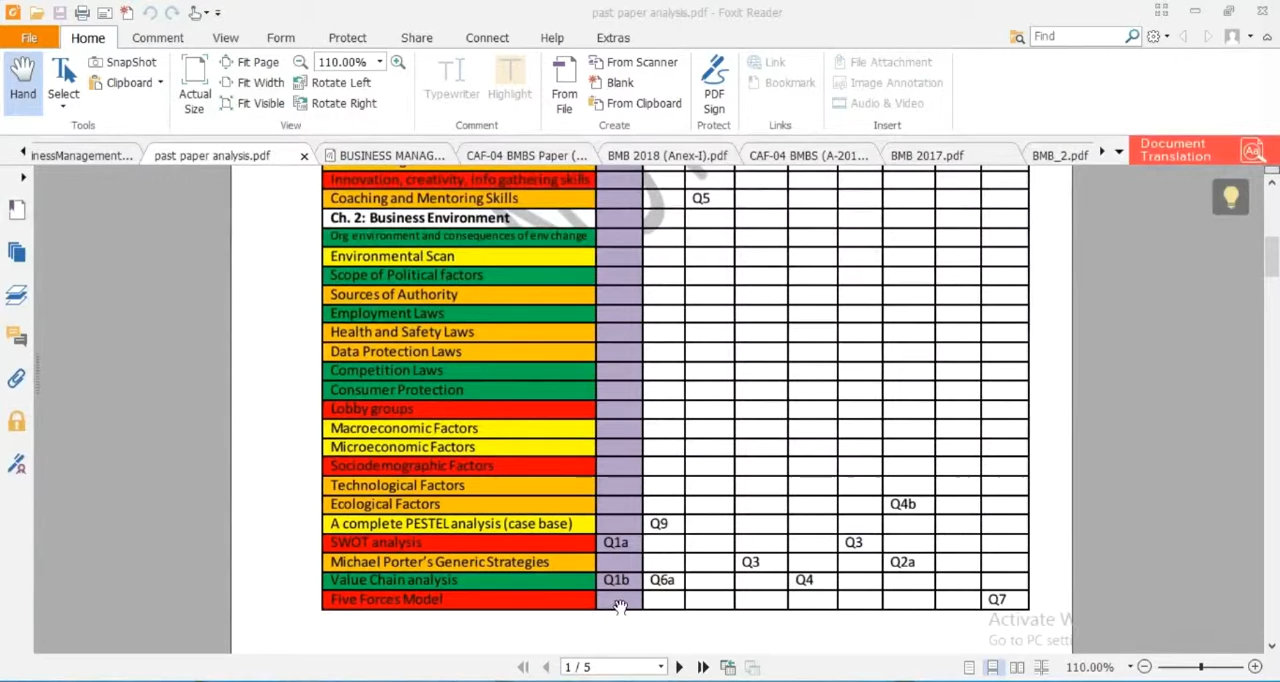 past paper analysis.pdf - Foxit Reader
File Home Comment View Form Protect Share Connect Help Extras Find
Hand
Select
SnapShot
Clipboard
Tools
Actual Size
Fit Page
Fit Width
Fit Visible
110.00%
Rotate Left
Rotate Right
View
Typewriter
Highlight
Comment
From File
From Scanner
Blank
From Clipboard
Create
PDF Sign
Protect
Link
Bookmark
Links
File Attachment
Image Annotation
Audio & Video
Insert
inessManagement... past paper analysis.pdf BUSINESS MANAG... CAF-04 BMBS Paper (... BMB 2018 (Anex-I).pdf CAF-04 BMBS (A-201... BMB 2017.pdf BMB_2.pdf
Document Translation
Innovation, creativity, info gathering skills
Coaching and Mentoring Skills Q5
Ch. 2: Business Environment
Org environment and consequences of env change
Environmental Scan
Scope of Political factors
Sources of Authority
Employment Laws
Health and Safety Laws
Data Protection Laws
Competition Laws
Consumer Protection
Lobby groups
Macroeconomic Factors
Microeconomic Factors
Sociodemographic Factors
Technological Factors
Ecological Factors Q4b
A complete PESTEL analysis (case base) Q9
SWOT analysis Q1a Q3
Michael Porter's Generic Strategies Q3 Q2a
Value Chain analysis Q1b Q6a Q4
Five Forces Model Q7
Activate W
Go to PC setti
1 / 5 110.00%